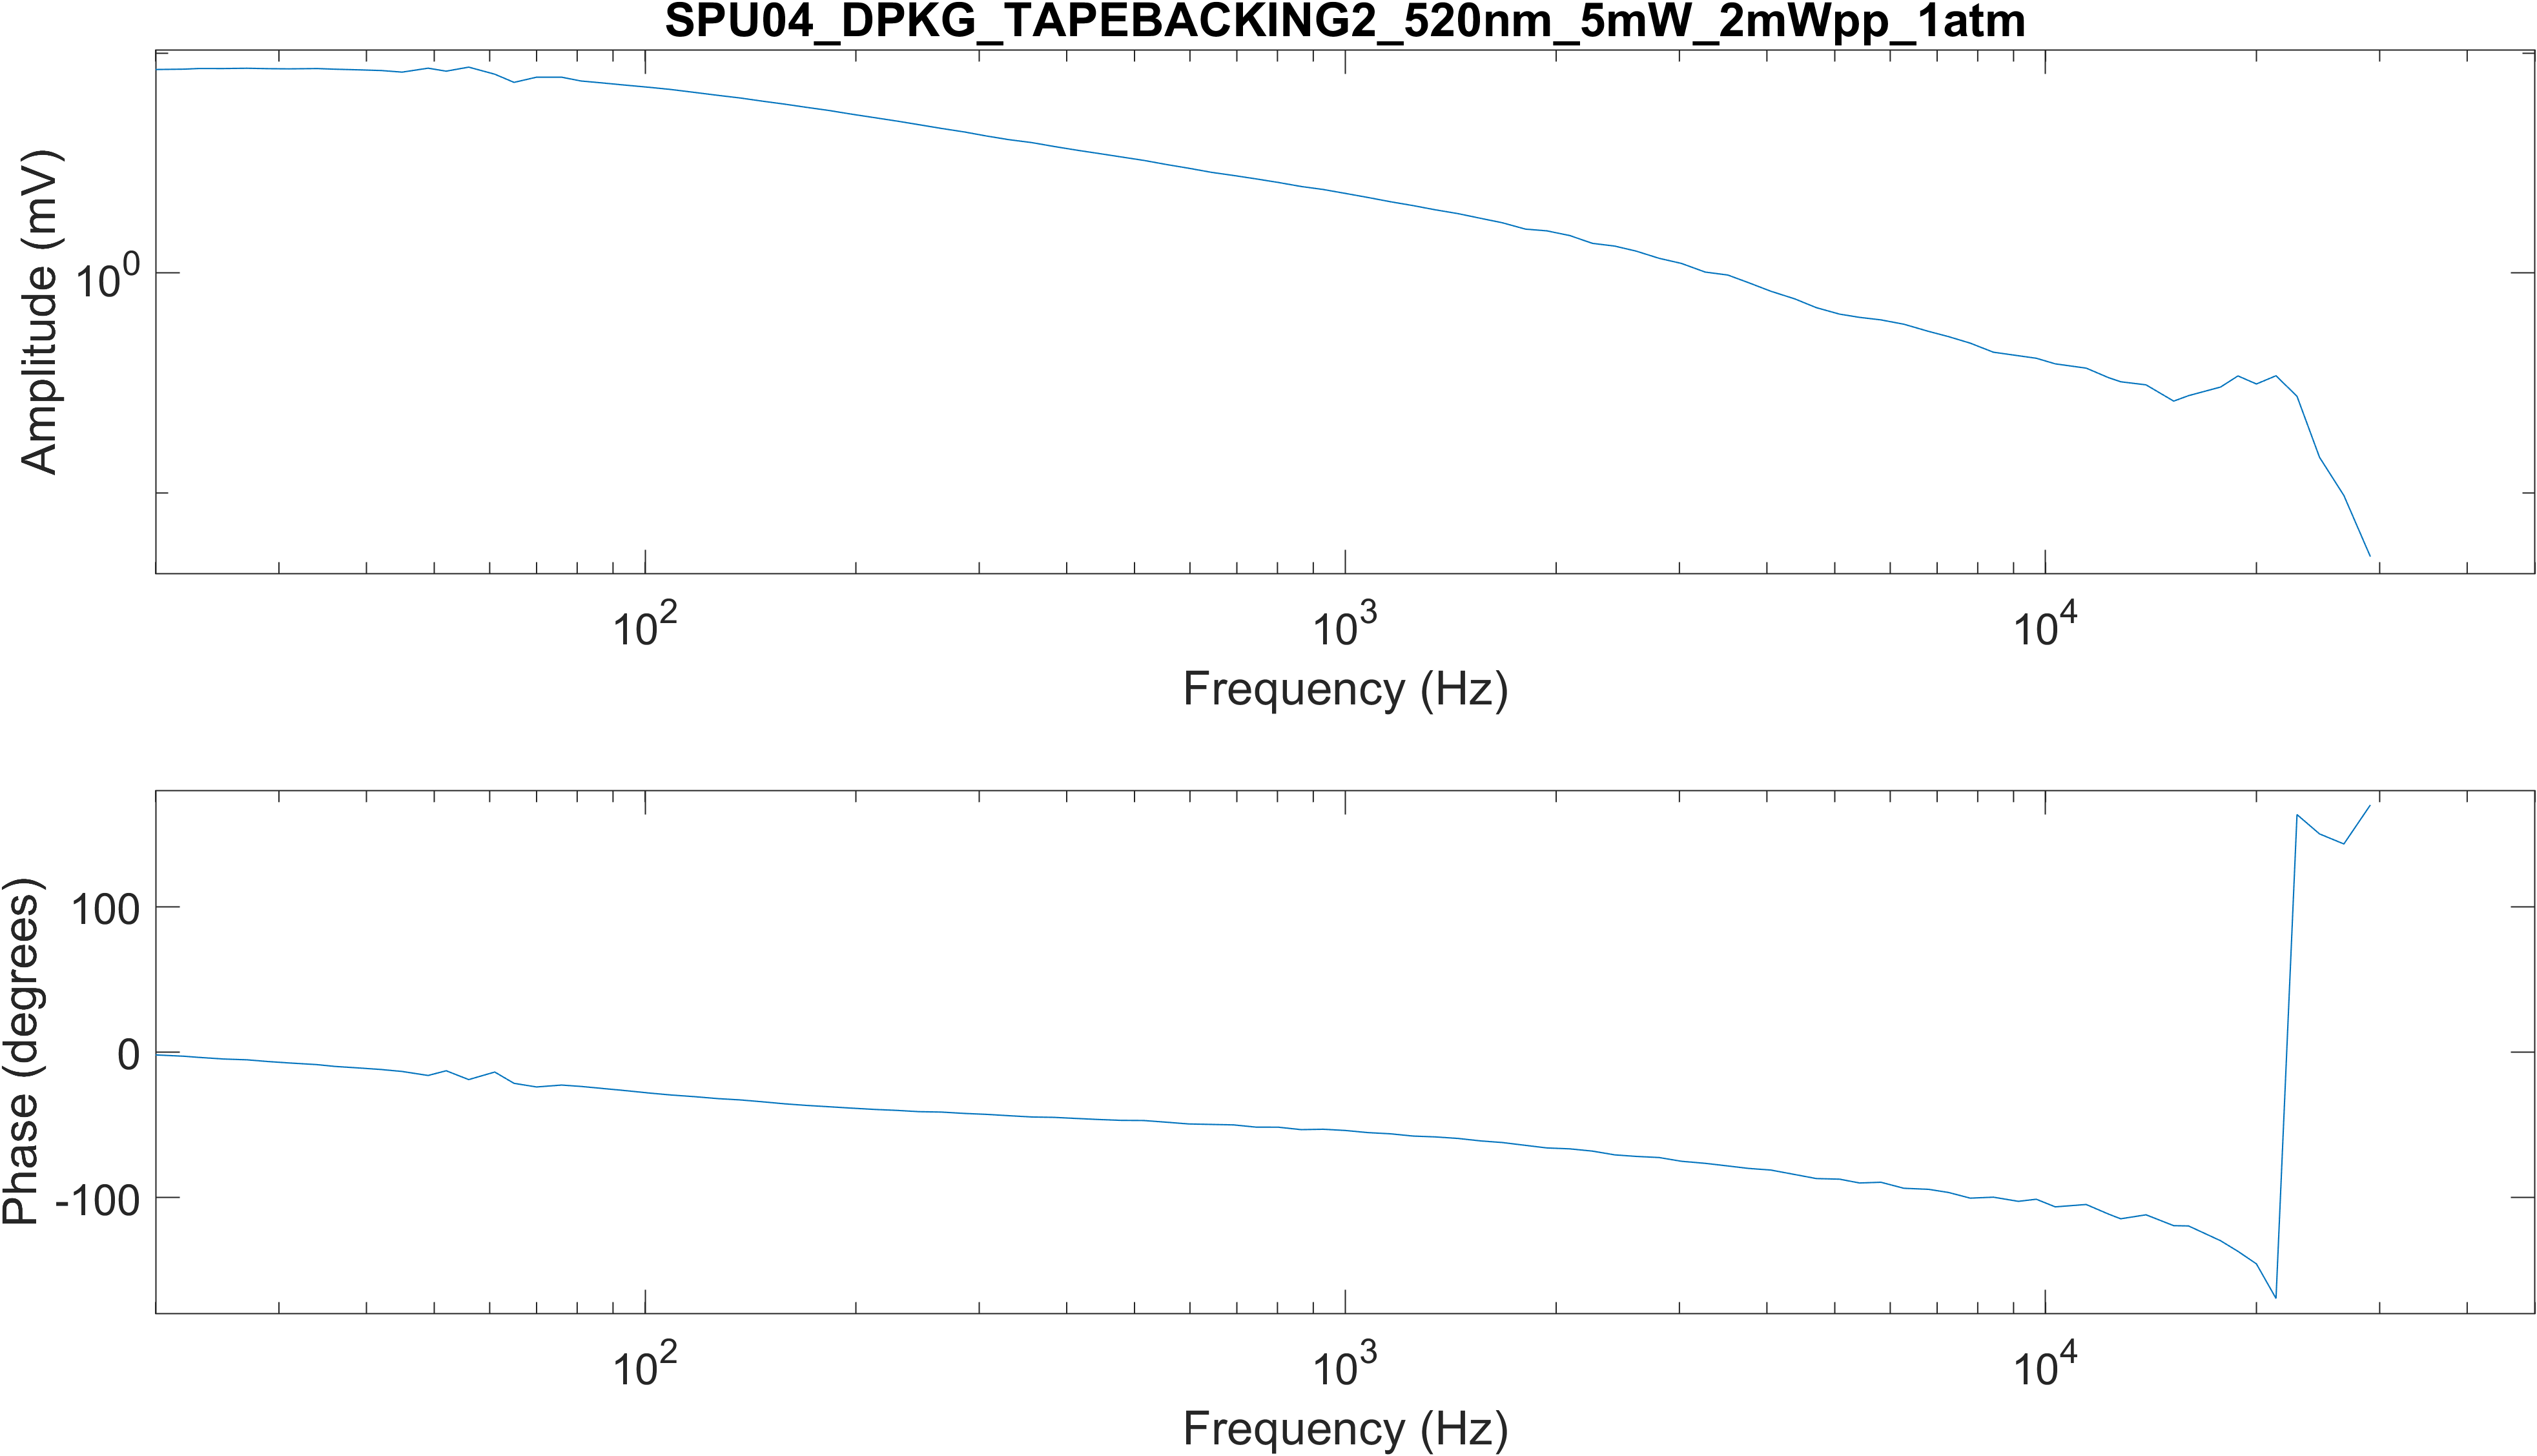 SPU04_DPKG_TAPEBACKING2_520nm_5mW_2mWpp_1atm
Amplitude (mV)
10^0
10^2 10^3 10^4
Frequency (Hz)
Phase (degrees)
100
0
-100
10^2 10^3 10^4
Frequency (Hz)